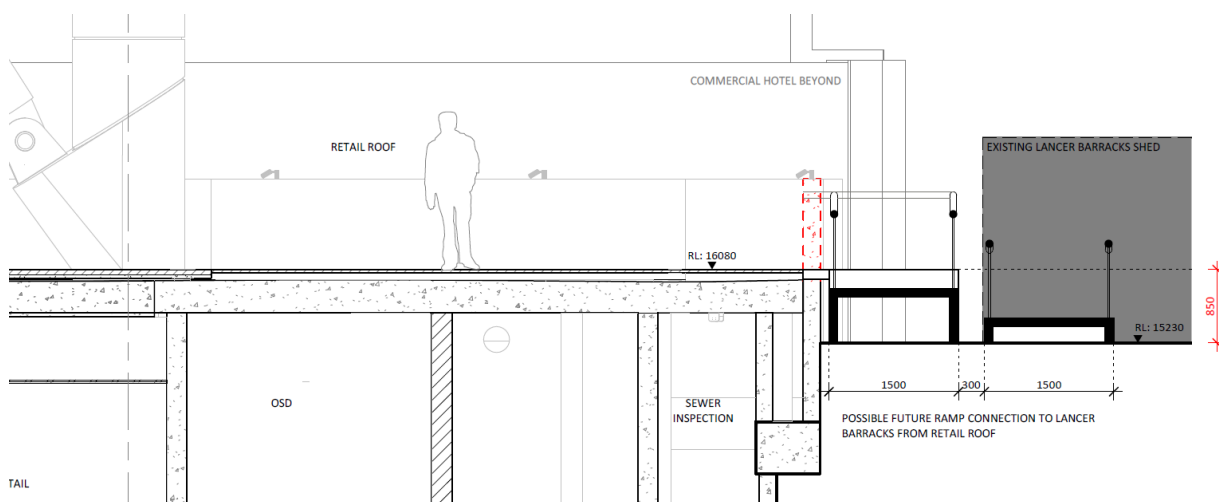 COMMERCIAL HOTEL BEYOND
RETAIL ROOF
EXISTING LANCER BARRACKS SHED
RL: 16080
850
RL: 15230
1500
300
1500
OSD
SEWER
INSPECTION
POSSIBLE FUTURE RAMP CONNECTION TO LANCER
BARRACKS FROM RETAIL ROOF
TAIL